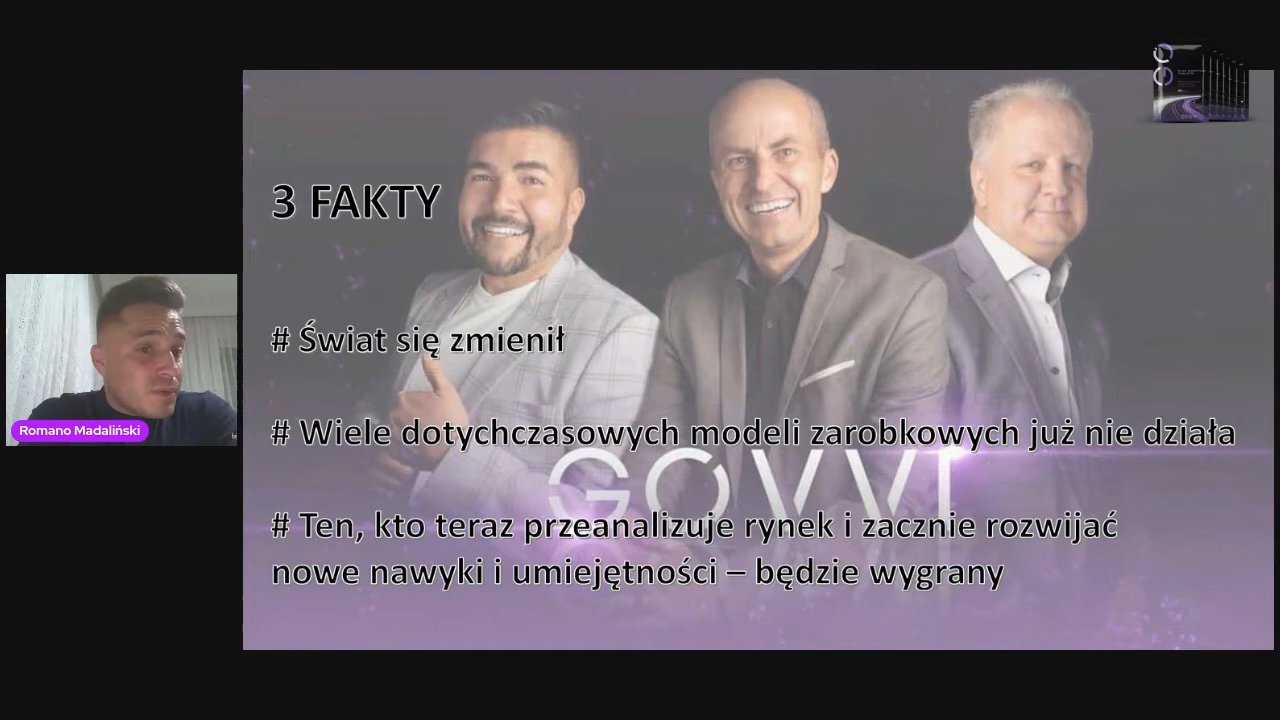 3 FAKTY
# Świat się zmienił
# Wiele dotychczasowych modeli zarobkowych już nie działa
GOVVI
# Ten, kto teraz przeanalizuje rynek i zacznie rozwijać
nowe nawyki i umiejętności – będzie wygrany
Romano Madaliński